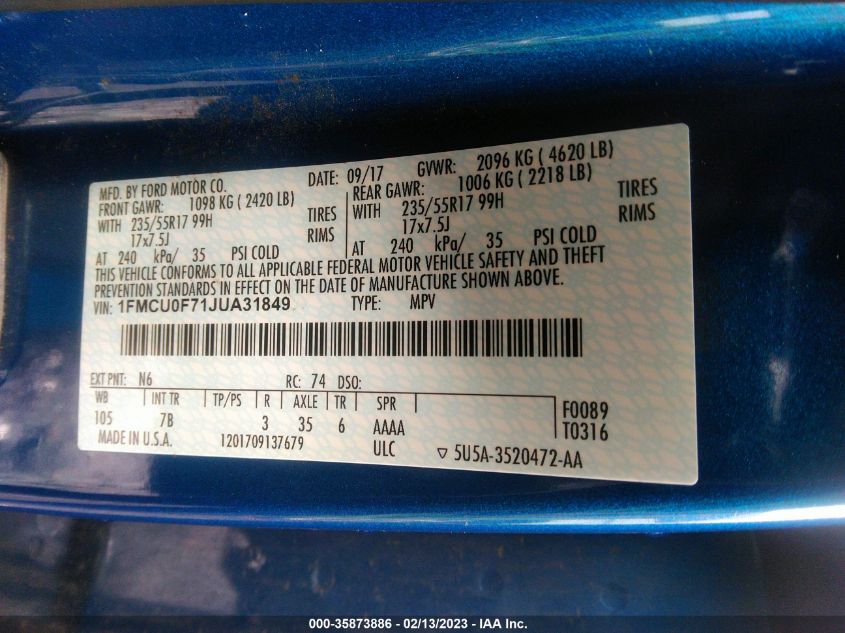 MFD. BY FORD MOTOR CO. DATE: 09/17 GVWR: 2096 KG ( 4620 LB)
FRONT GAWR: 1098 KG ( 2420 LB) REAR GAWR: 1006 KG ( 2218 LB)
WITH 235/55R17 99H TIRES WITH 235/55R17 99H TIRES
17x7.5J RIMS 17x7.5J RIMS
AT 240 kPa/ 35 PSI COLD AT 240 kPa/ 35 PSI COLD
THIS VEHICLE CONFORMS TO ALL APPLICABLE FEDERAL MOTOR VEHICLE SAFETY AND THEFT
PREVENTION STANDARDS IN EFFECT ON THE DATE OF MANUFACTURE SHOWN ABOVE.
VIN: 1FMCU0F71JUA31849 TYPE: MPV
EXT PNT: N6 RC: 74 DSO:
WB INT TR TP/PS R AXLE TR SPR F0089
105 7B 3 35 6 AAAA T0316
MADE IN U.S.A. 1201709137679 ULC ▽ 5U5A-3520472-AA
000-35873886 - 02/13/2023 - IAA Inc.